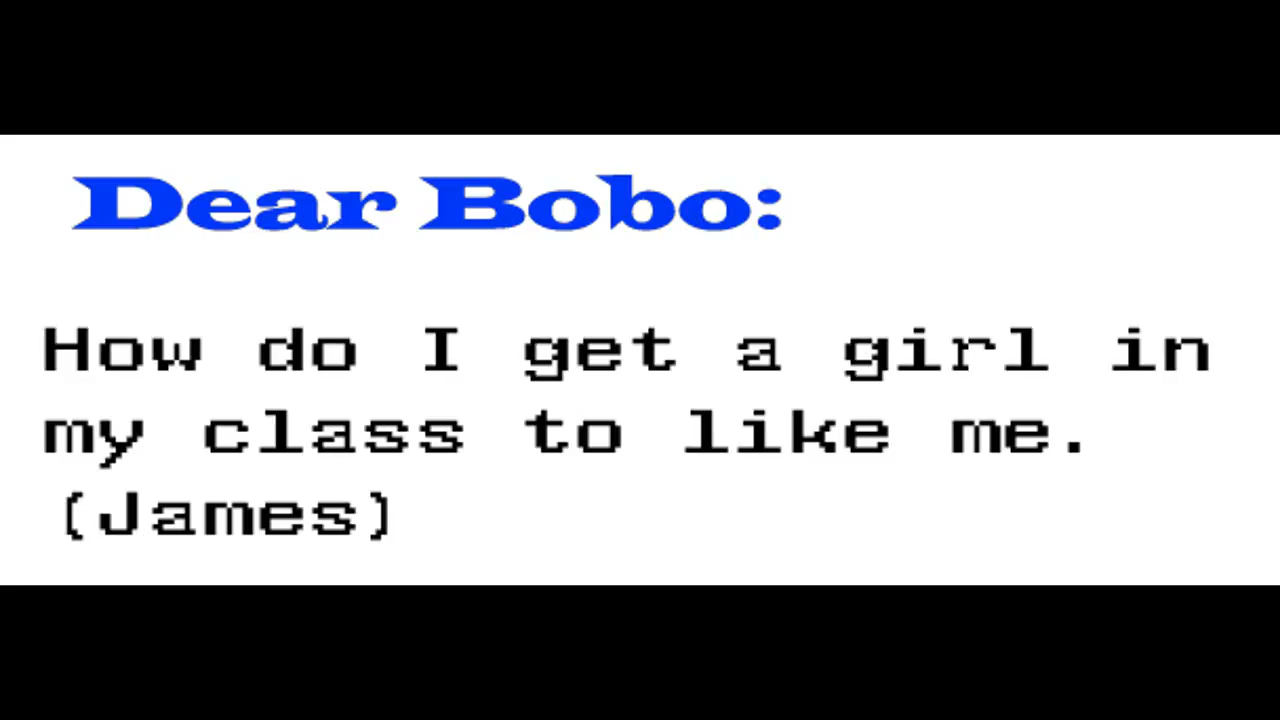 Dear Bobo:
How do I get a girl in
my class to like me.
(James)